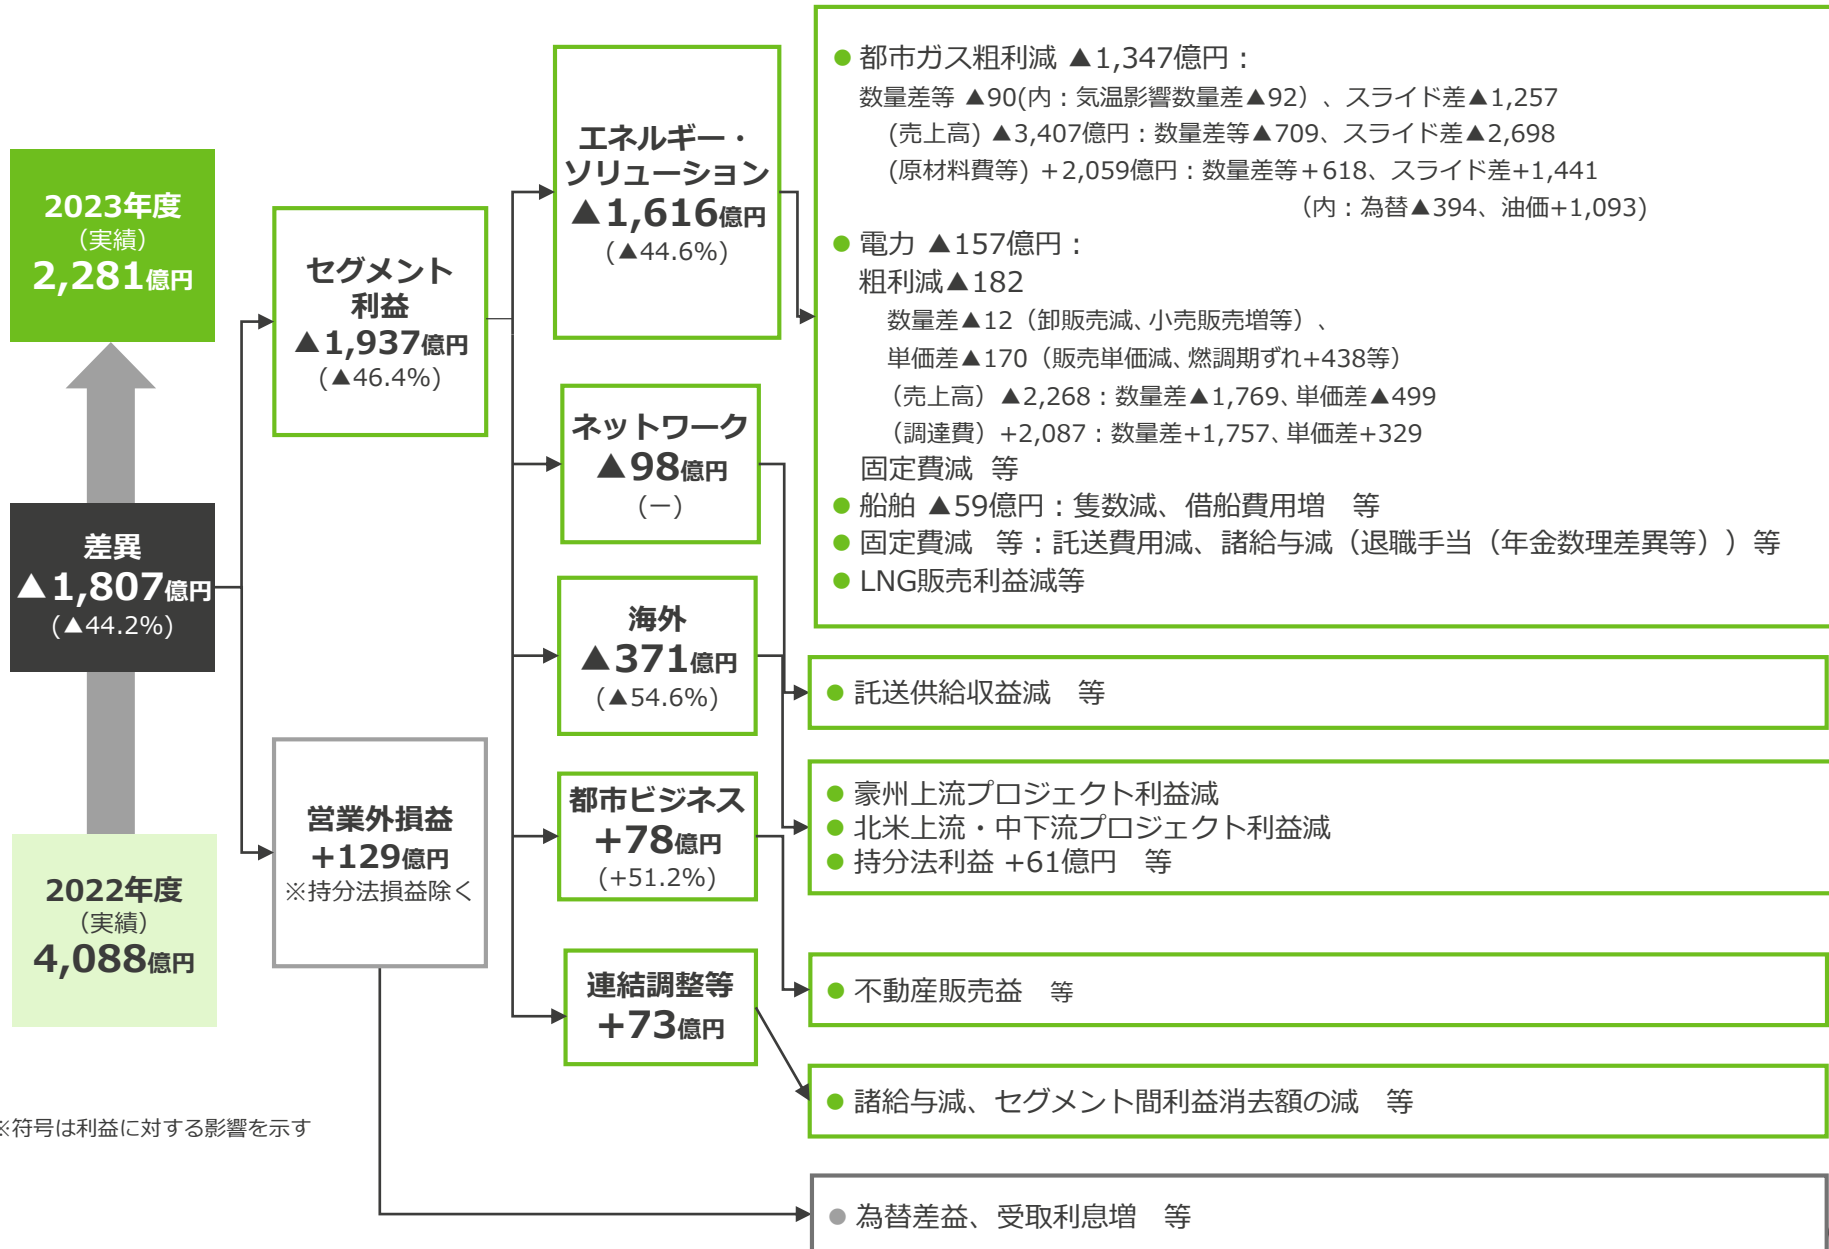 2023年度
（実績）
2,281億円
差異
▲1,807億円
(▲44.2%)
2022年度
（実績）
4,088億円
※符号は利益に対する影響を示す
セグメント
利益
▲1,937億円
(▲46.4%)
営業外損益
+129億円
※持分法損益除く
エネルギー・
ソリューション
▲1,616億円
(▲44.6%)
ネットワーク
▲98億円
(－)
海外
▲371億円
(▲54.6%)
都市ビジネス
+78億円
(+51.2%)
連結調整等
+73億円
● 都市ガス粗利減 ▲1,347億円：
数量差等 ▲90(内：気温影響数量差▲92）、スライド差▲1,257
(売上高) ▲3,407億円：数量差等▲709、スライド差▲2,698
(原材料費等) +2,059億円：数量差等＋618、スライド差+1,441
（内：為替▲394、油価+1,093)
● 電力 ▲157億円：
粗利減▲182
数量差▲12（卸販売減、小売販売増等）、
単価差▲170（販売単価減、燃調期ずれ+438等）
（売上高）▲2,268：数量差▲1,769、単価差▲499
（調達費）+2,087：数量差+1,757、単価差+329
固定費減 等
● 船舶 ▲59億円：隻数減、借船費用増 等
● 固定費減 等：託送費用減、諸給与減（退職手当（年金数理差異等））等
● LNG販売利益減等
● 託送供給収益減 等
● 豪州上流プロジェクト利益減
● 北米上流・中下流プロジェクト利益減
● 持分法利益 +61億円 等
● 不動産販売益 等
● 諸給与減、セグメント間利益消去額の減 等
● 為替差益、受取利息増 等